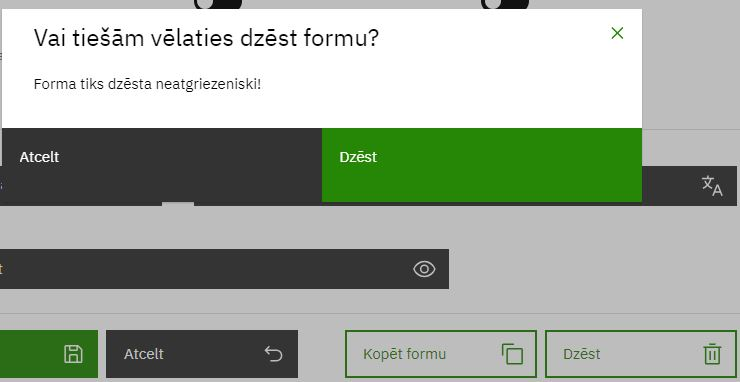 Vai tiešām vēlaties dzēst formu?
Forma tiks dzēsta neatgriezeniski!
Atcelt
Dzēst
Atcelt
Kopēt formu
Dzēst